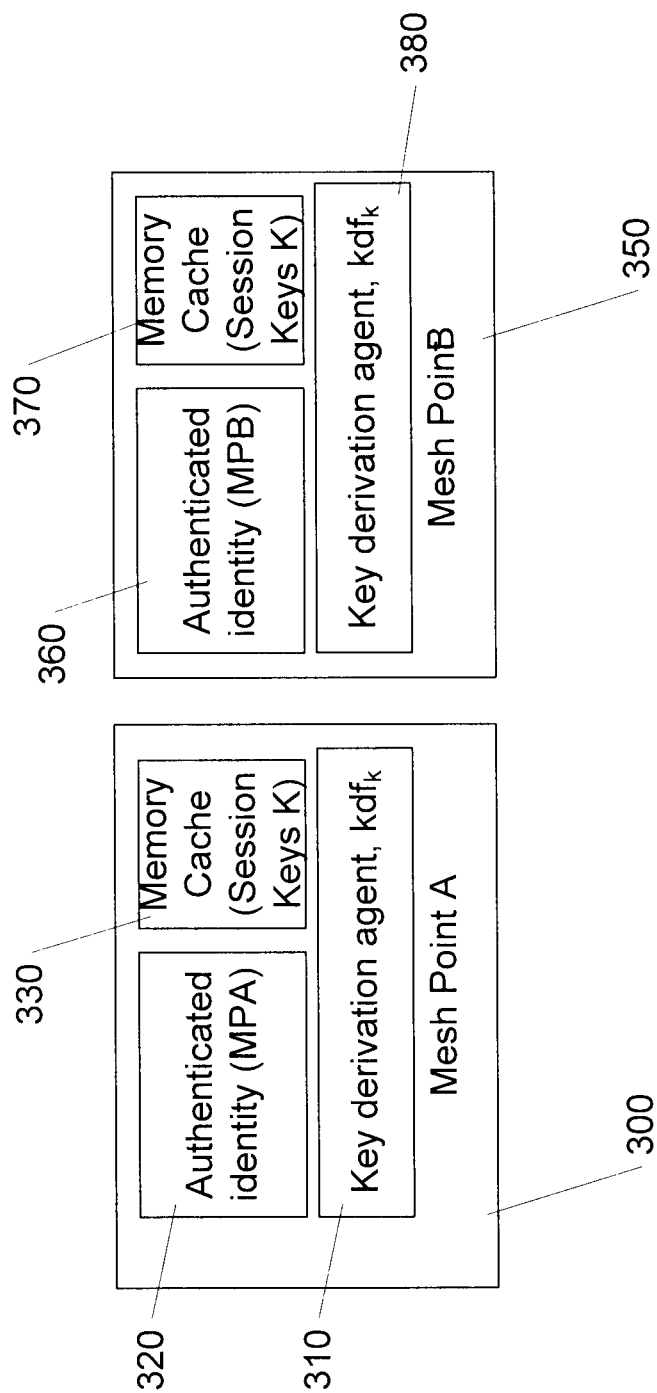 320
330
Authenticated
identity (MPA)
Memory
Cache
(Session
Keys K)
310
Key derivation agent, kdfₖ
Mesh Point A
300
360
370
Authenticated
identity (MPB)
Memory
Cache
(Session
Keys K)
Key derivation agent, kdfₖ
380
Mesh PointB
350